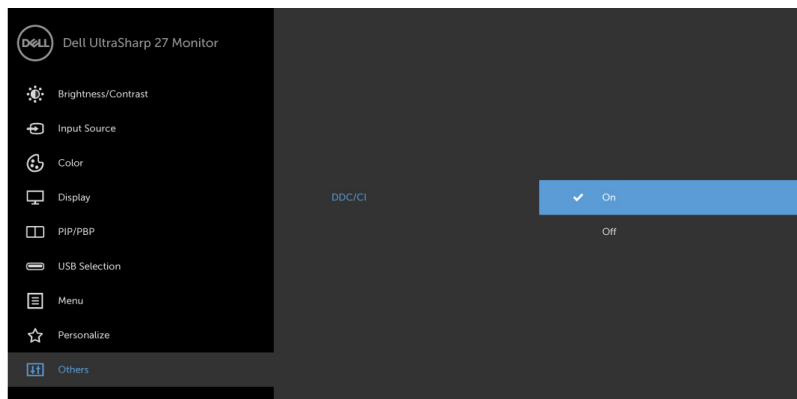 DELL Dell UltraSharp 27 Monitor
Brightness/Contrast
Input Source
Color
Display
PIP/PBP
USB Selection
Menu
Personalize
Others
DDC/CI
On
Off